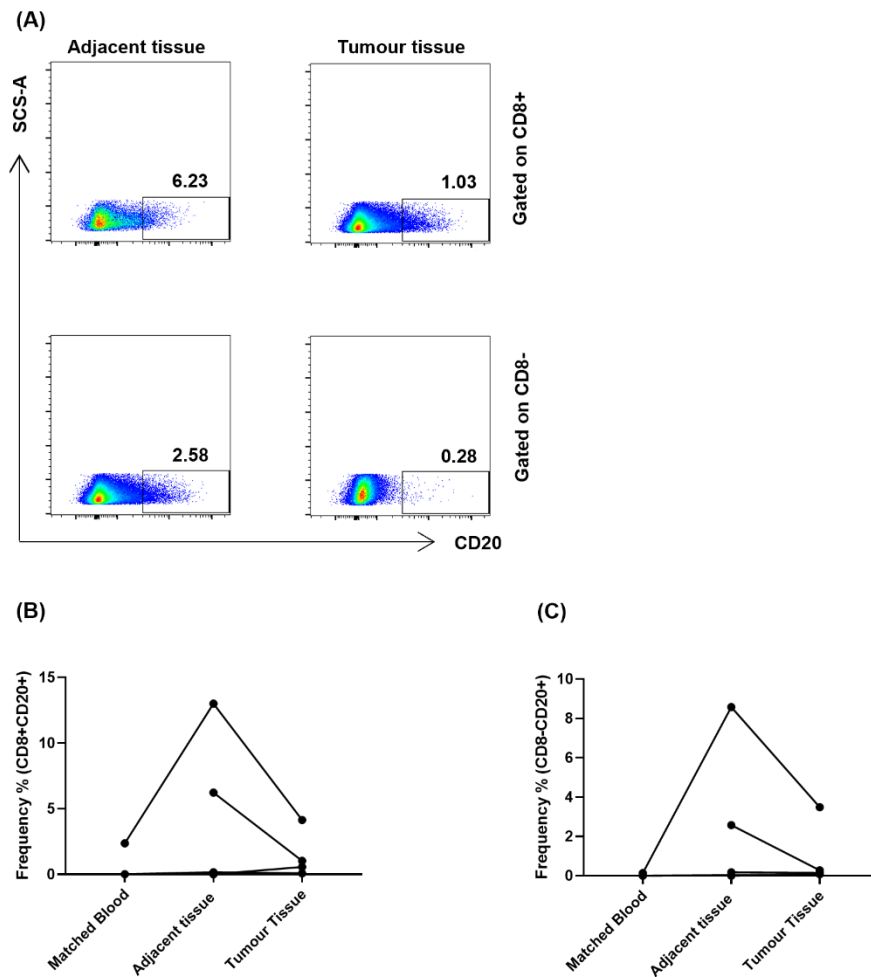 (A)
Adjacent tissue
Tumour tissue
SCS-A
6.23
1.03
Gated on CD8+
2.58
0.28
Gated on CD8-
CD20
(B)
Frequency % (CD8+CD20+)
15
10
5
0
Matched Blood
Adjacent tissue
Tumour Tissue
(C)
Frequency % (CD8-CD20+)
10
8
6
4
2
0
Matched Blood
Adjacent tissue
Tumour Tissue